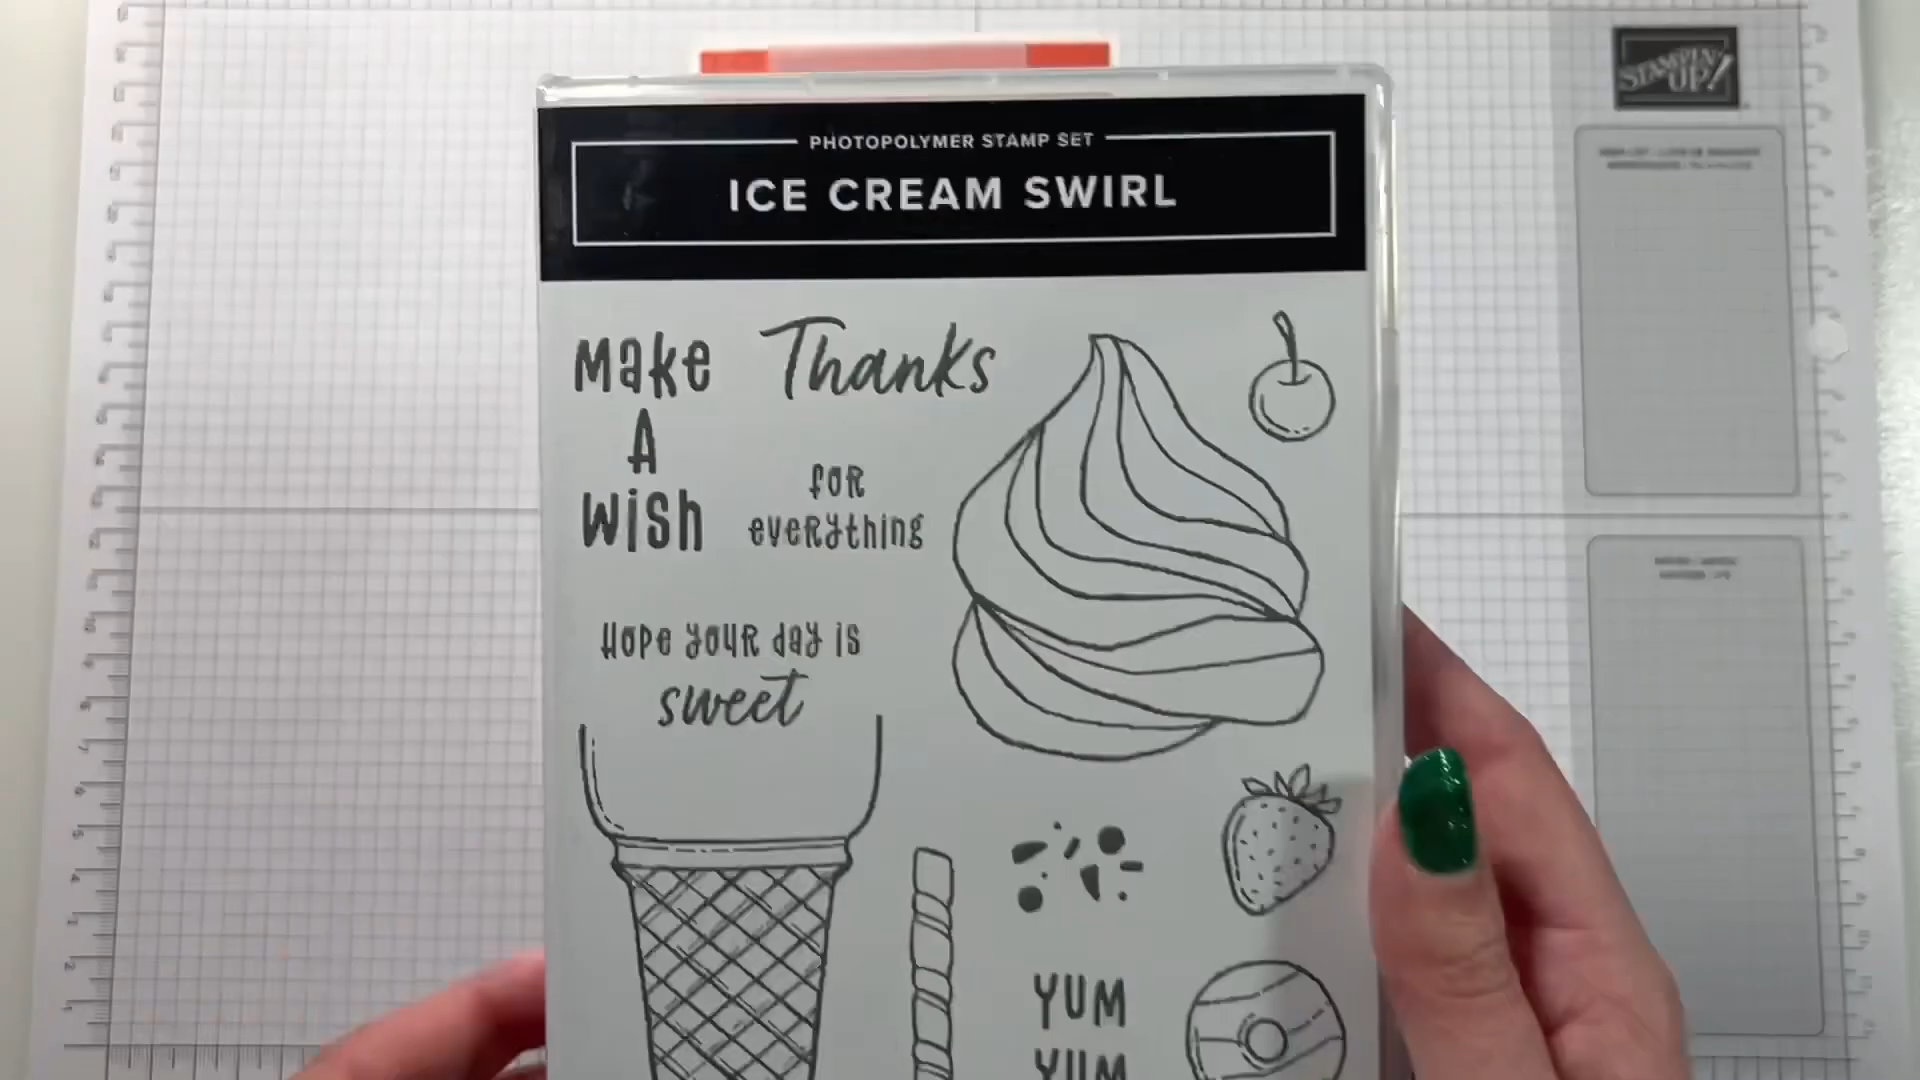 STAMPIN'
UP!
PHOTOPOLYMER STAMP SET
ICE CREAM SWIRL
Make
A
Wish
Thanks
for
everything
Hope your day is
sweet
YUM
YUM